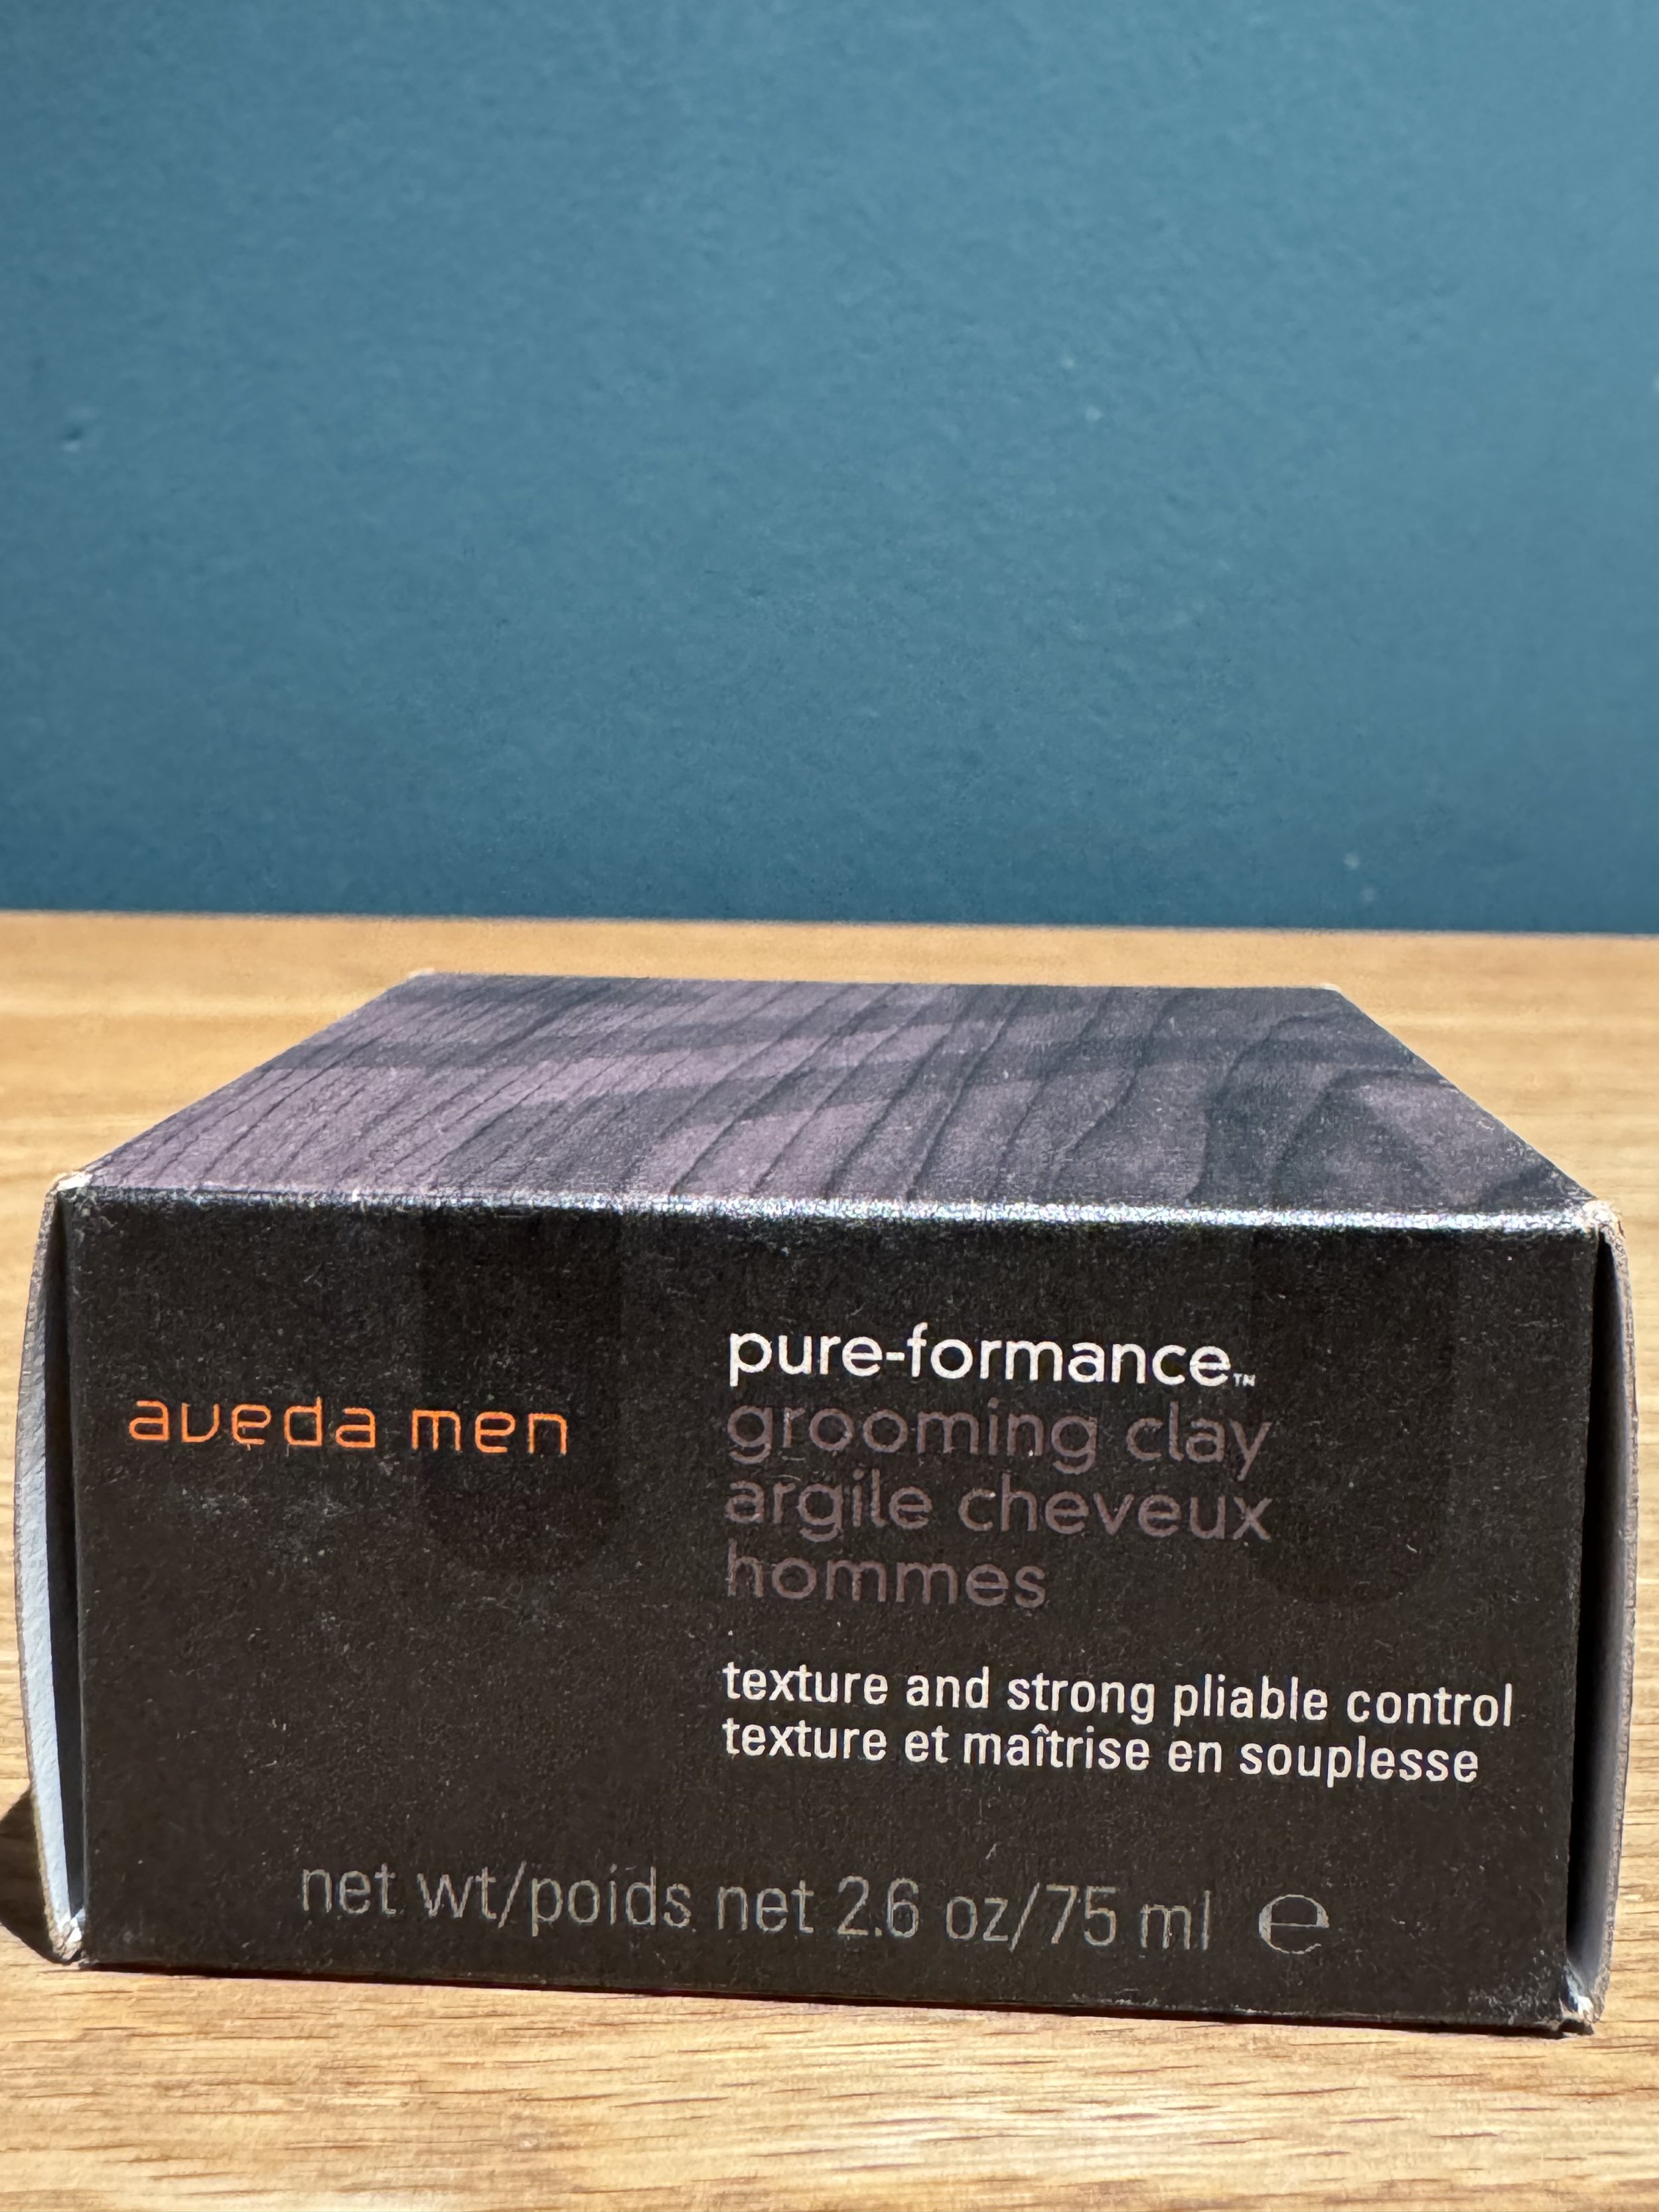 aveda men
pure-formance™
grooming clay
argile cheveux
hommes
texture and strong pliable control
texture et maîtrise en souplesse
net wt/poids net 2.6 oz/75 ml ℮